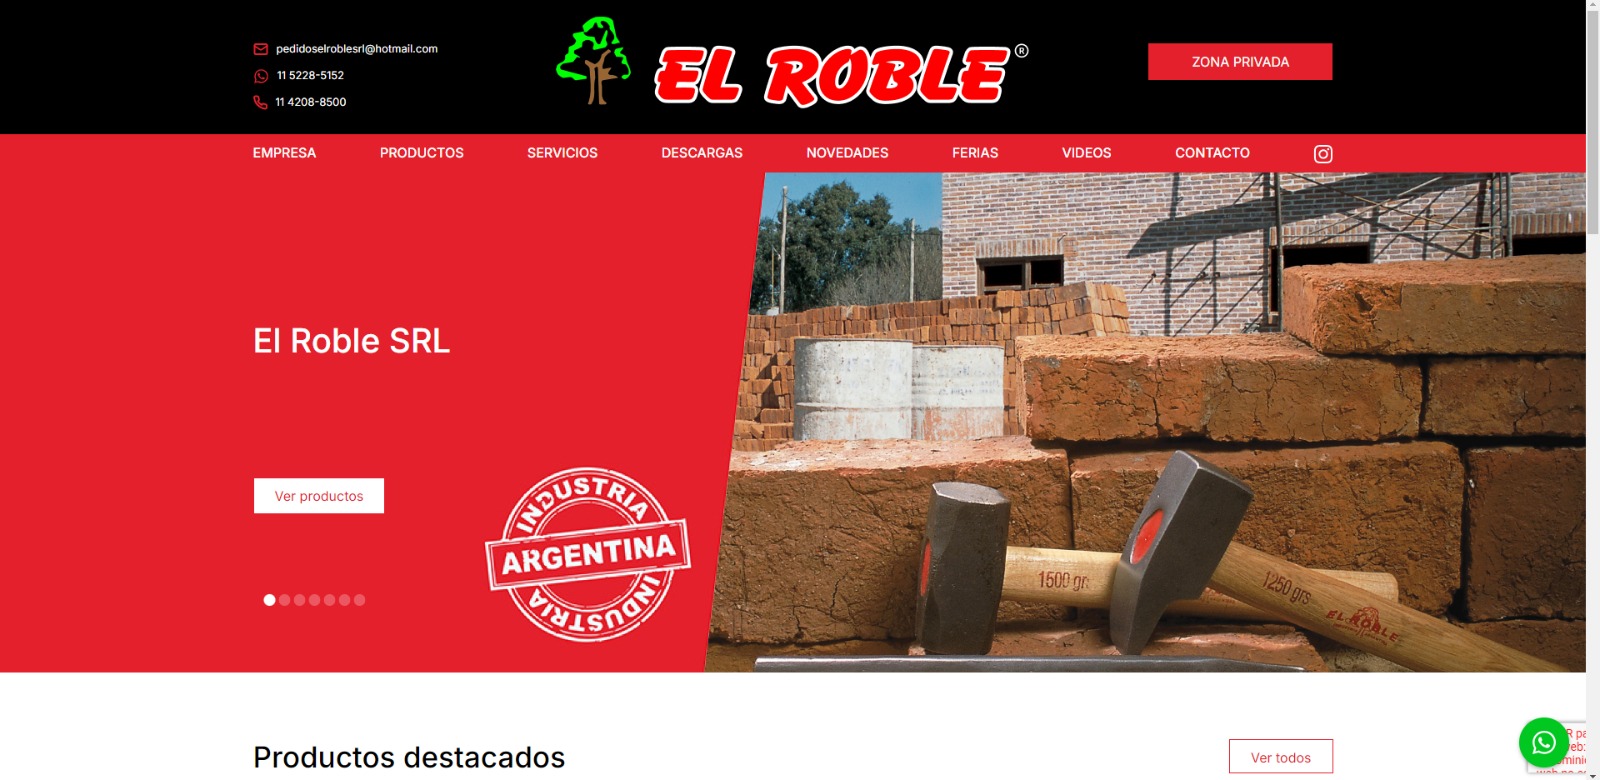 pedidoselroblesrl@hotmail.com
11 5228-5152
11 4208-8500
EL ROBLE®
ZONA PRIVADA
EMPRESA
PRODUCTOS
SERVICIOS
DESCARGAS
NOVEDADES
FERIAS
VIDEOS
CONTACTO
El Roble SRL
Ver productos
INDUSTRIA
ARGENTINA
INDUSTRIA
1500 grs
1250 grs
EL ROBLE
Productos destacados
Ver todos